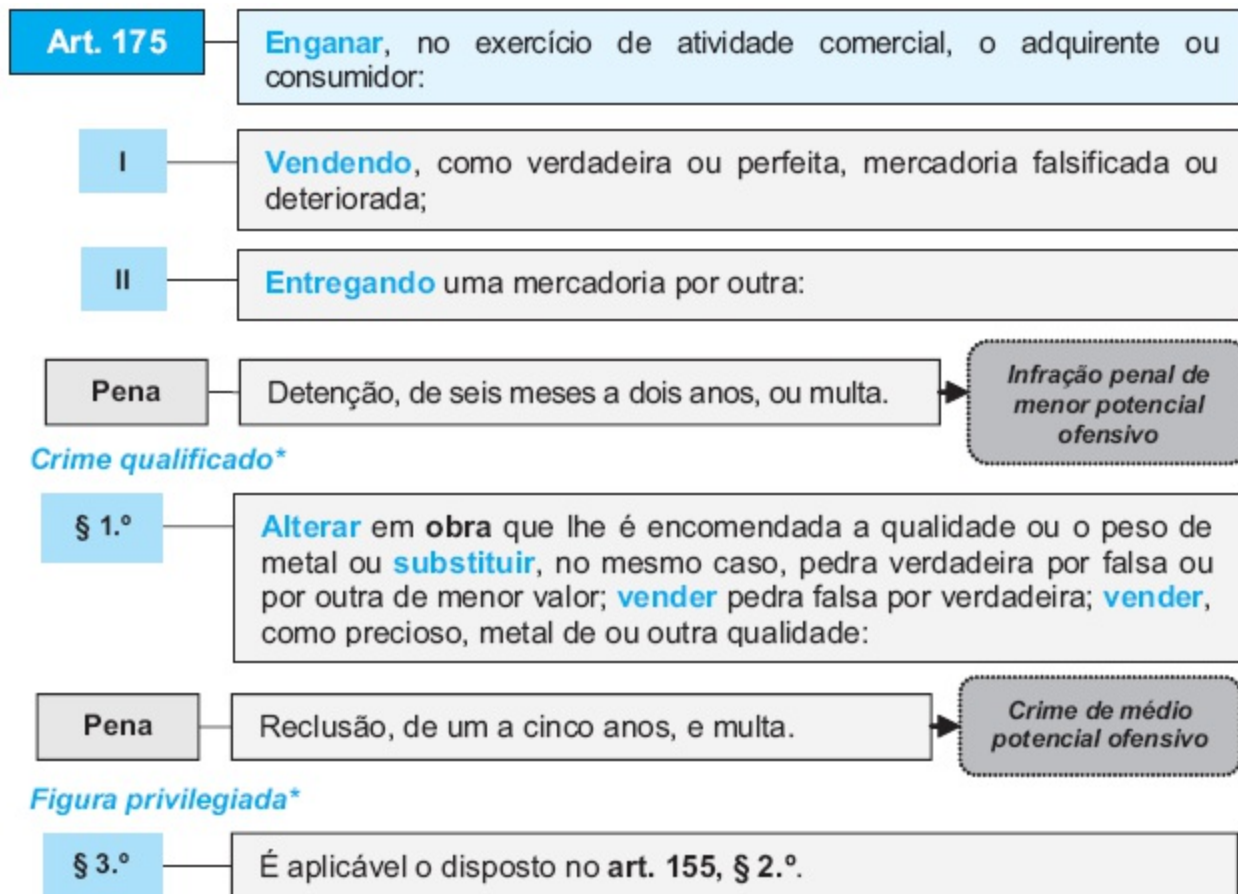 Art. 175
Enganar, no exercício de atividade comercial, o adquirente ou
consumidor:
I
Vendendo, como verdadeira ou perfeita, mercadoria falsificada ou
deteriorada;
II
Entregando uma mercadoria por outra:
Pena
Detenção, de seis meses a dois anos, ou multa.
Infração penal de
menor potencial
ofensivo
Crime qualificado*
§ 1.º
Alterar em obra que lhe é encomendada a qualidade ou o peso de
metal ou substituir, no mesmo caso, pedra verdadeira por falsa ou
por outra de menor valor; vender pedra falsa por verdadeira; vender,
como precioso, metal de ou outra qualidade:
Pena
Reclusão, de um a cinco anos, e multa.
Crime de médio
potencial ofensivo
Figura privilegiada*
§ 3.º
É aplicável o disposto no art. 155, § 2.º.